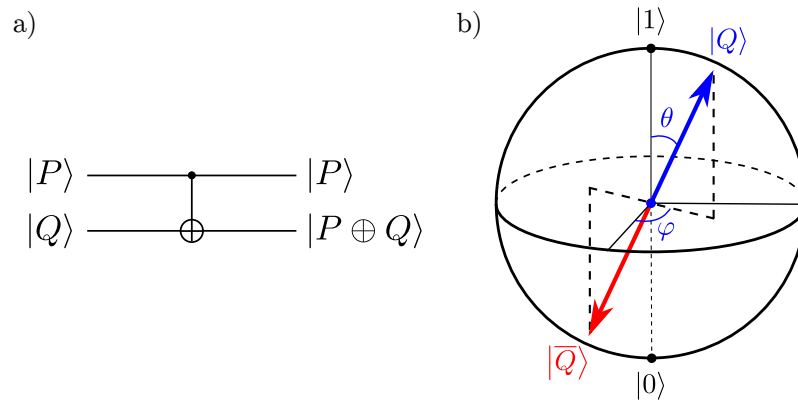 a)
|P⟩ |P⟩
|Q⟩ |P ⊕ Q⟩
b)
|1⟩
|Q⟩
θ
φ
|Q̅⟩
|0⟩